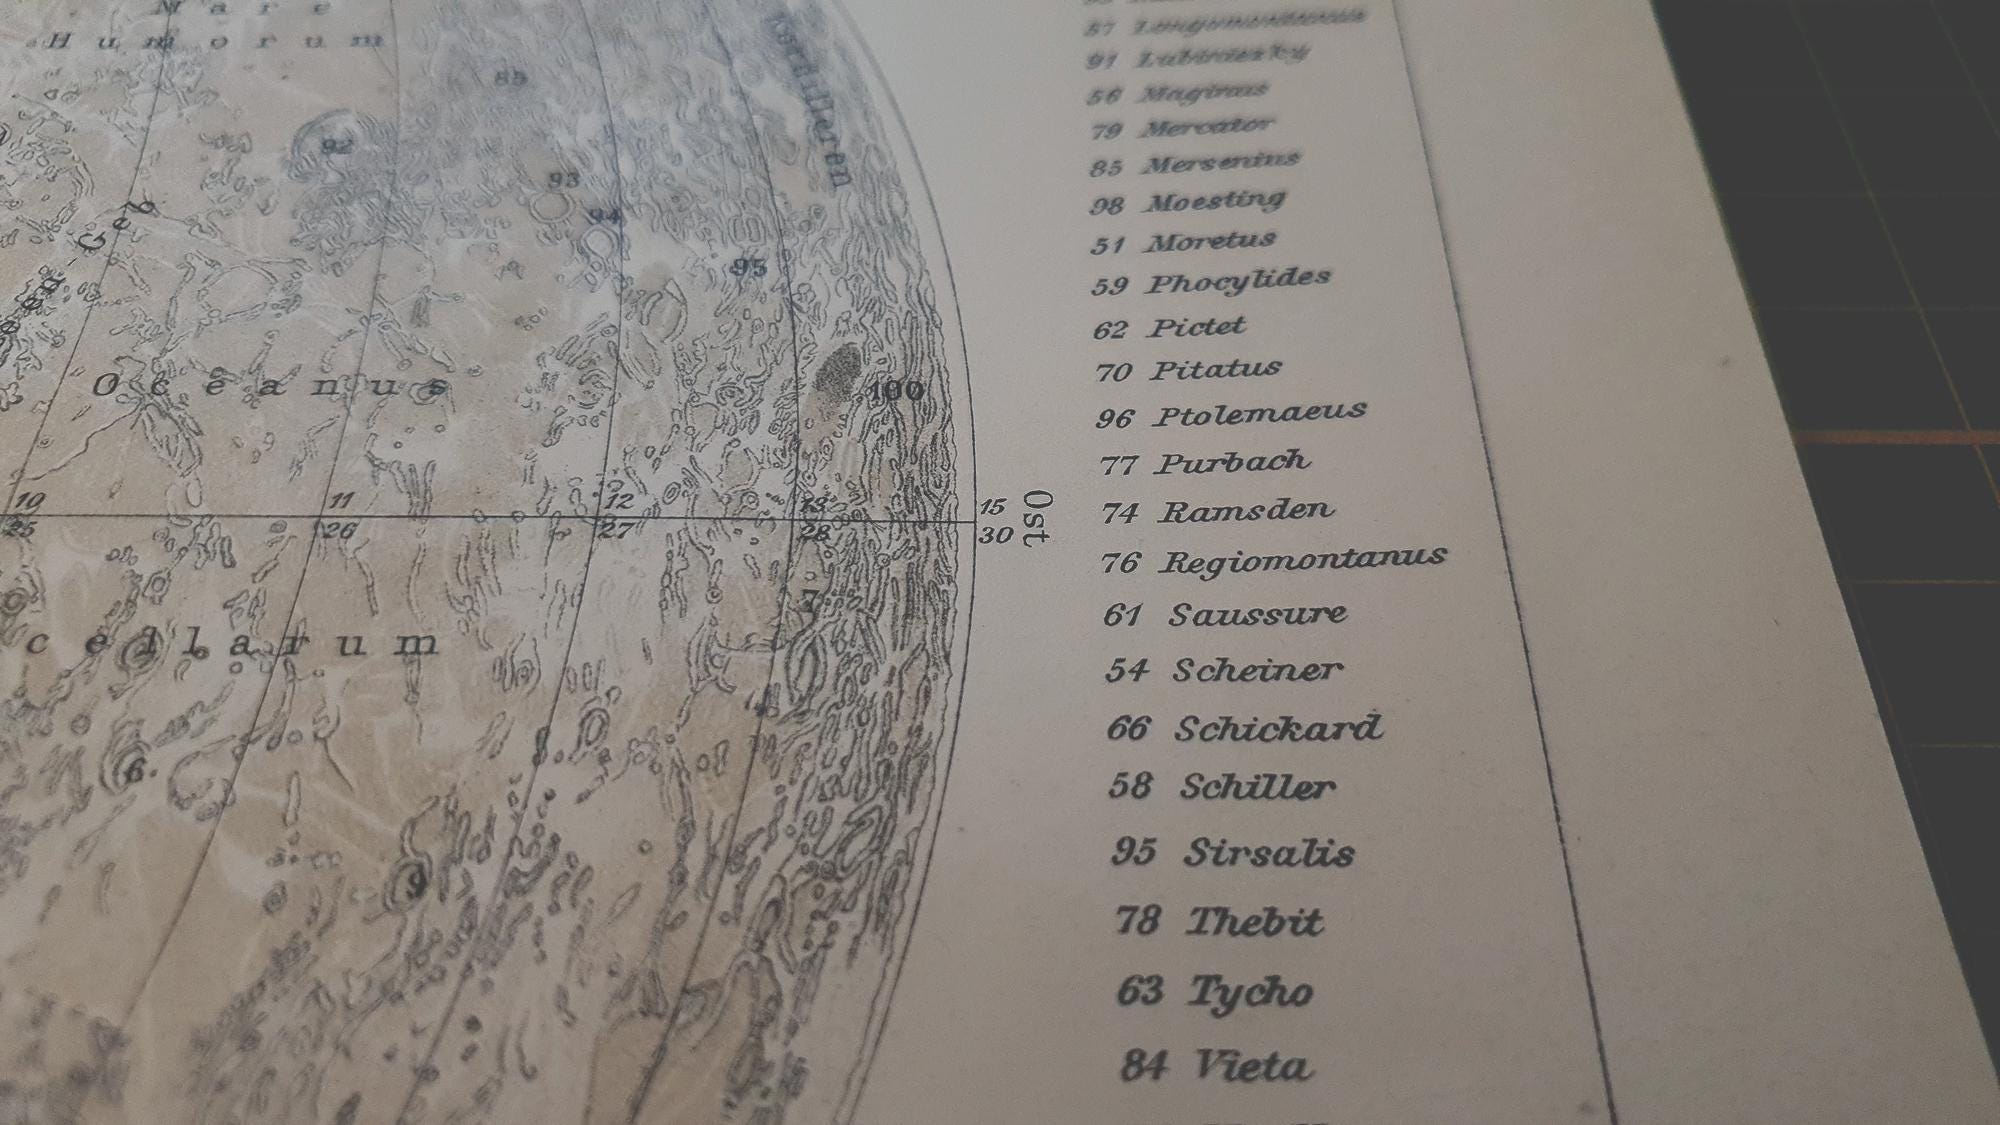 Mare
Humorum
Kordilleren
85
92
93
94
95
Oceanus
100
10 11 12 13 15
25 26 27 28 30
Ost
7
cellarum
6
9
91 Lubiniezky
56 Maginus
79 Mercator
85 Mersenius
98 Moesting
51 Moretus
59 Phocylides
62 Pictet
70 Pitatus
96 Ptolemaeus
77 Purbach
74 Ramsden
76 Regiomontanus
61 Saussure
54 Scheiner
66 Schickard
58 Schiller
95 Sirsalis
78 Thebit
63 Tycho
84 Vieta